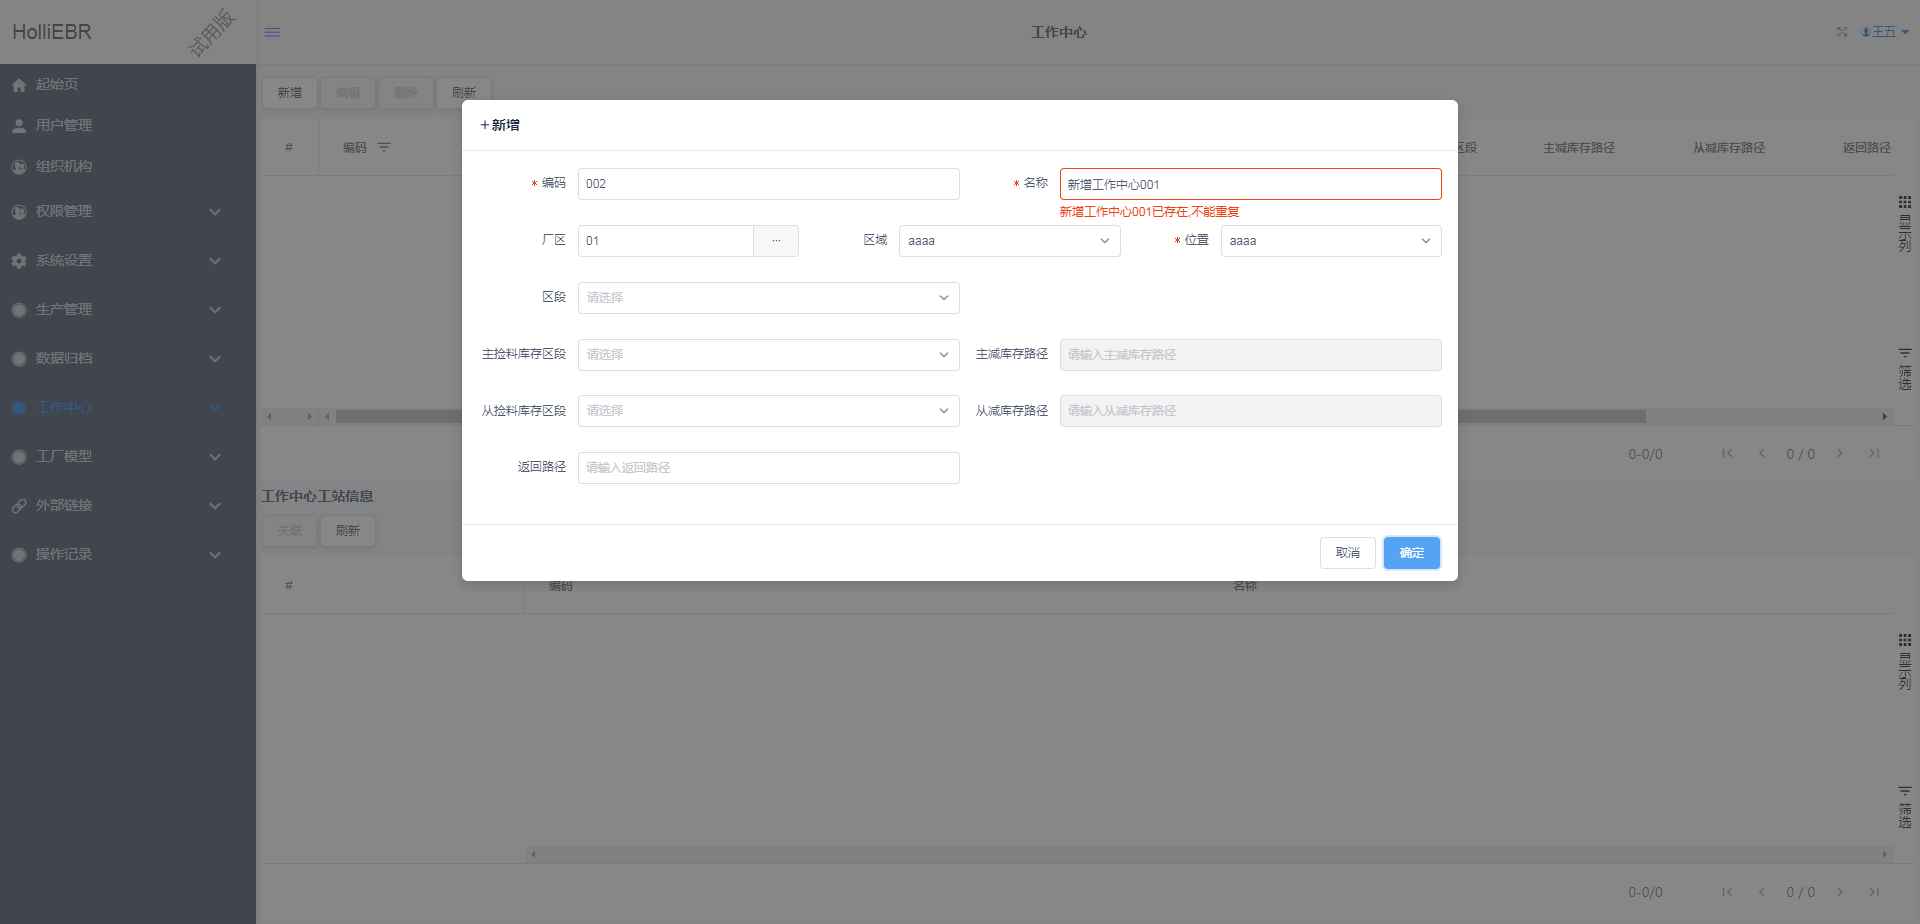 HolliEBR
试用版
工作中心
王五
起始页
用户管理
组织机构
权限管理
系统设置
生产管理
数据归档
工作中心
工厂模型
外部链接
操作记录
新增 编辑 删除 刷新
# 编码 区段 主减库存路径 从减库存路径 返回路径
+新增
* 编码 002 * 名称 新增工作中心001
新增工作中心001已存在,不能重复
厂区 01 ... 区域 aaaa * 位置 aaaa
区段 请选择
主捡料库存区段 请选择 主减库存路径 请输入主减库存路径
从捡料库存区段 请选择 从减库存路径 请输入从减库存路径
返回路径 请输入返回路径
取消 确定
显示列
筛选
0-0/0 0 / 0
工作中心工站信息
关联 刷新
# 编码 名称
显示列
筛选
0-0/0 0 / 0